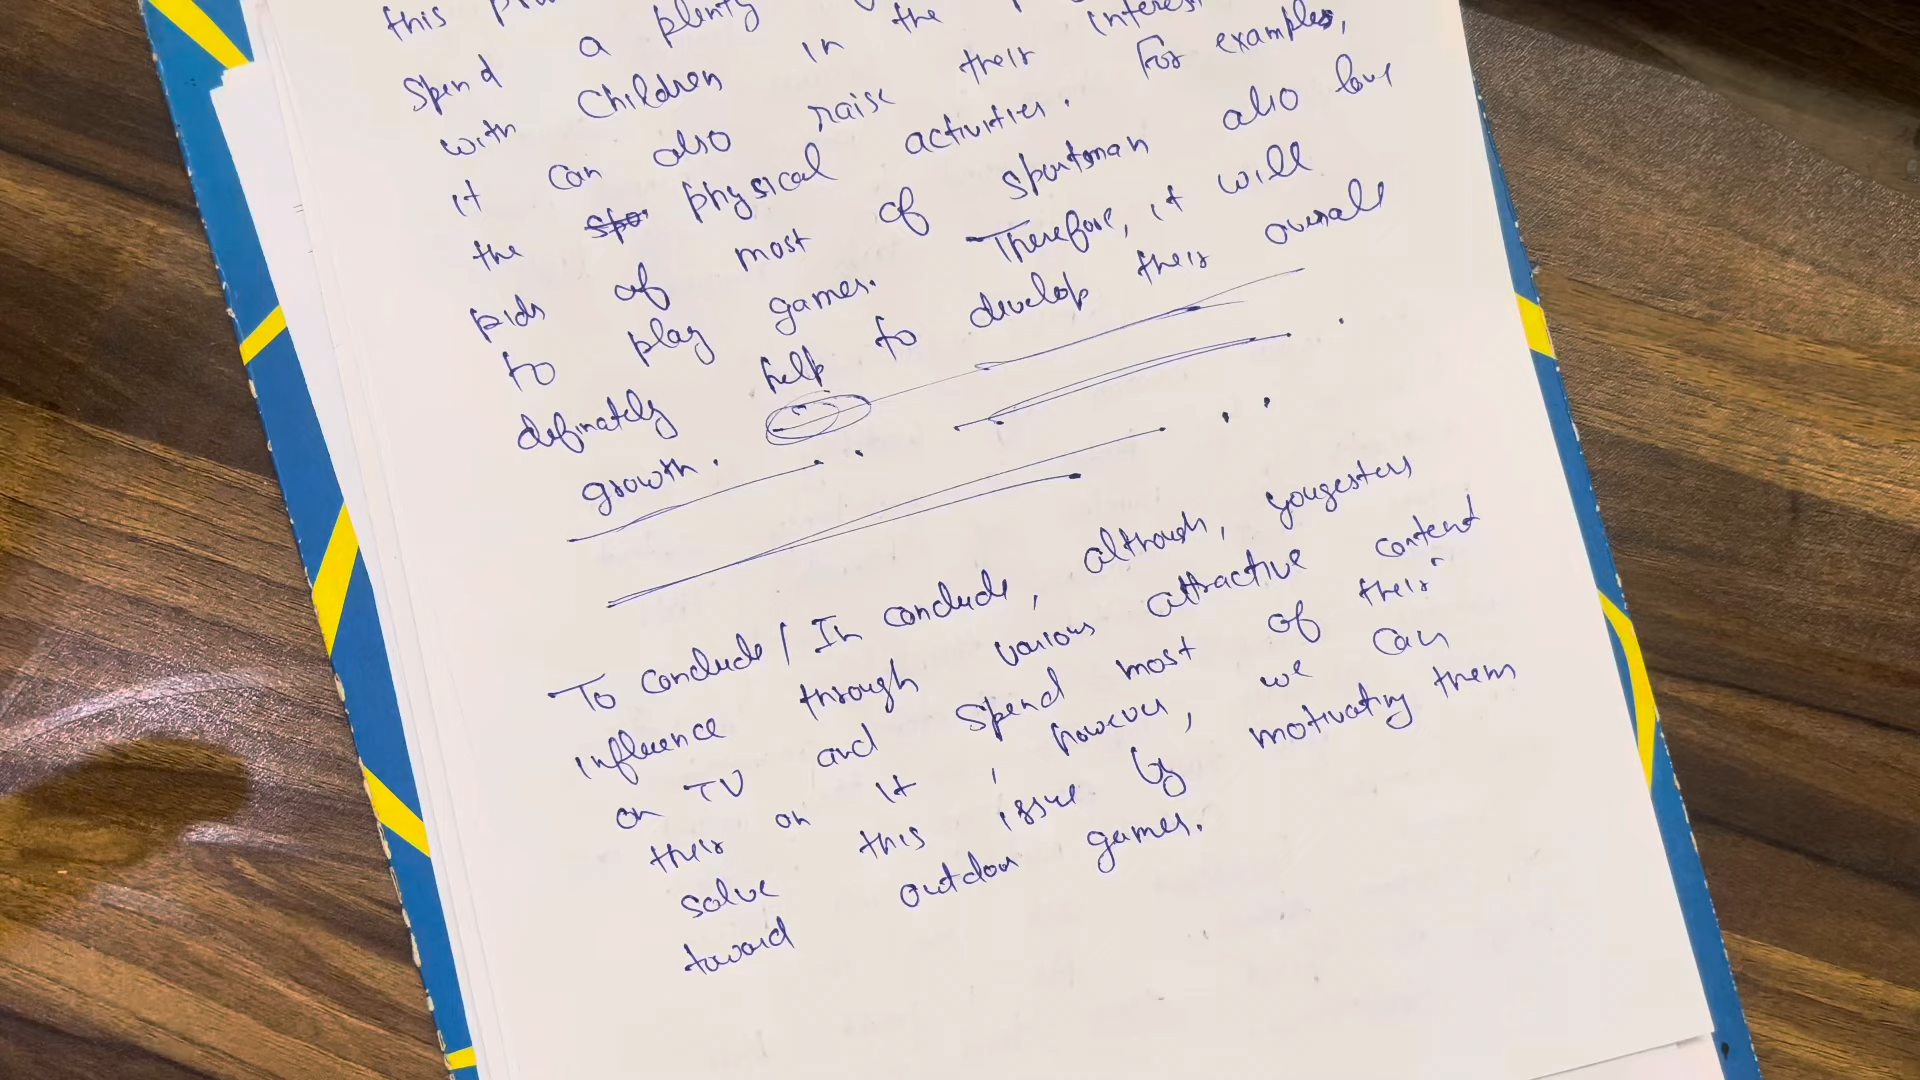 this
Spend a plenty
with Children in the
it can also raise their interest
the physical activities. For examples,
kids of most of sportsman also love
to play games. Therefore, it will
definately help to develop their overall
growth.
To conclude / In conclude, although, yougesters
influence through various attractive content
on TV and spend most of their
their on it, however, we can
solve this issue by motivating them
toward outdoor games.